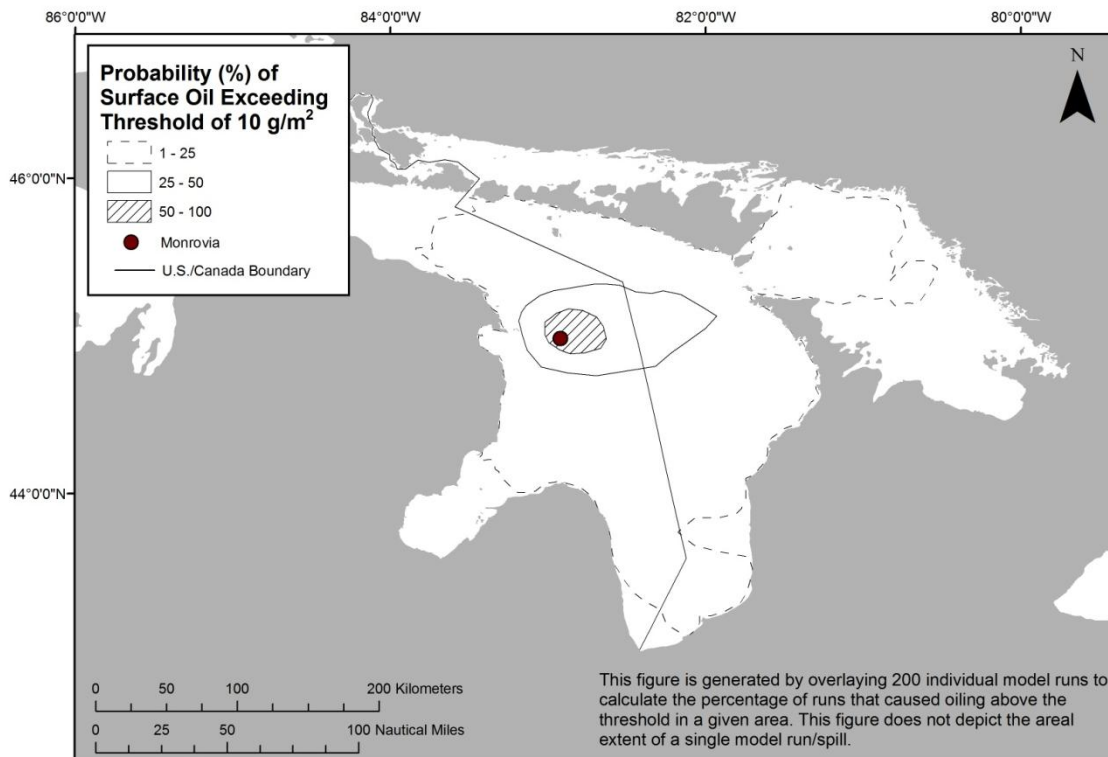 86°0'0"W 84°0'0"W 82°0'0"W 80°0'0"W
Probability (%) of
Surface Oil Exceeding
Threshold of 10 g/m²
1 - 25
25 - 50
50 - 100
Monrovia
U.S./Canada Boundary
N
46°0'0"N
44°0'0"N
0 50 100 200 Kilometers
0 25 50 100 Nautical Miles
This figure is generated by overlaying 200 individual model runs to
calculate the percentage of runs that caused oiling above the
threshold in a given area. This figure does not depict the areal
extent of a single model run/spill.